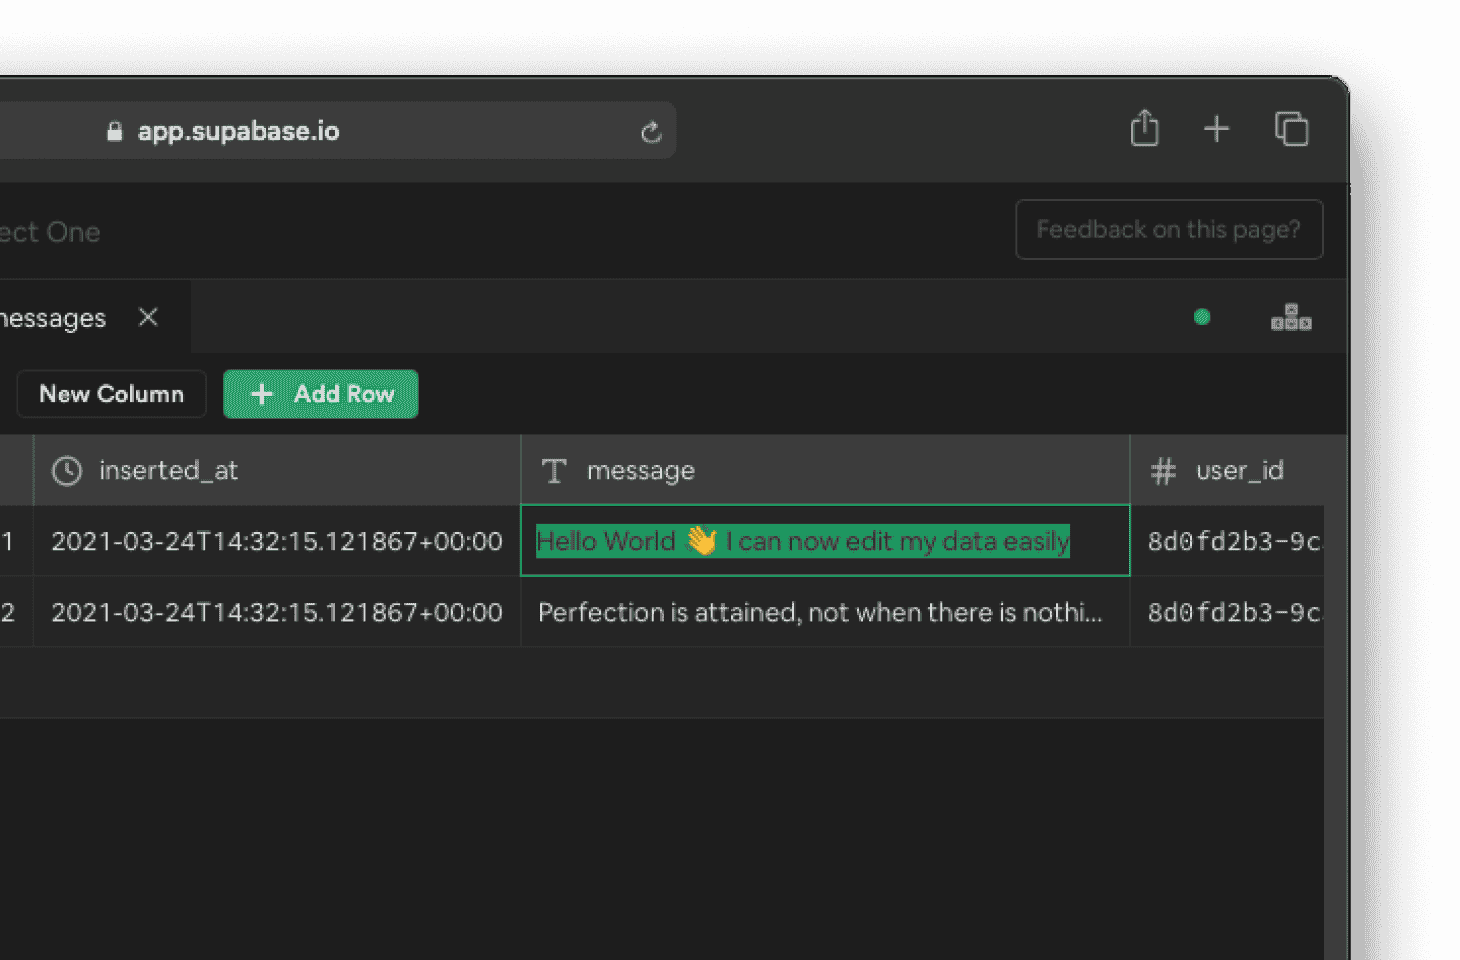 app.supabase.io
ect One
Feedback on this page?
messages
New Column
+ Add Row
inserted_at
message
user_id
1
2021-03-24T14:32:15.121867+00:00
Hello World 👋 I can now edit my data easily
8d0fd2b3-9c
2
2021-03-24T14:32:15.121867+00:00
Perfection is attained, not when there is nothi...
8d0fd2b3-9c